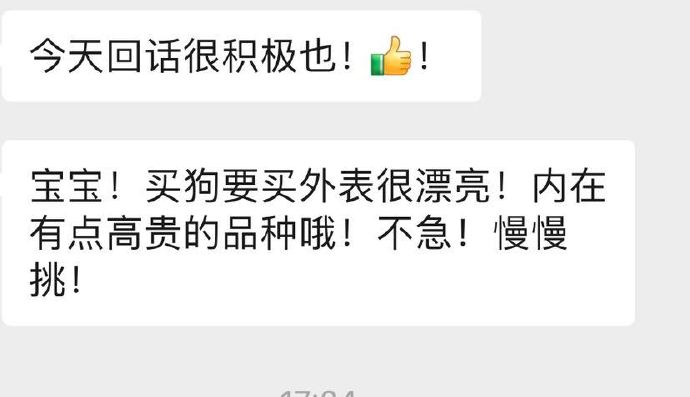 今天回话很积极也！👍！
宝宝！买狗要买外表很漂亮！内在
有点高贵的品种哦！不急！慢慢
挑！